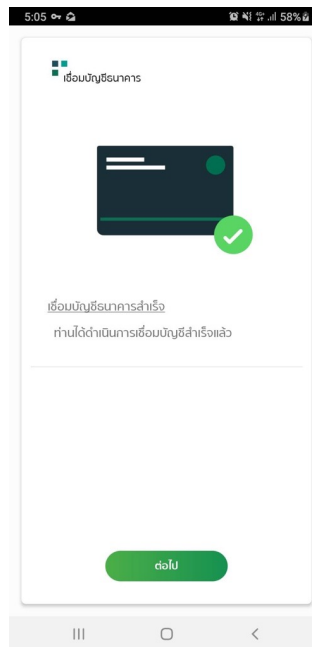 5:05 58%
เชื่อมบัญชีธนาคาร
เชื่อมบัญชีธนาคารสำเร็จ
ท่านได้ดำเนินการเชื่อมบัญชีสำเร็จแล้ว
ต่อไป